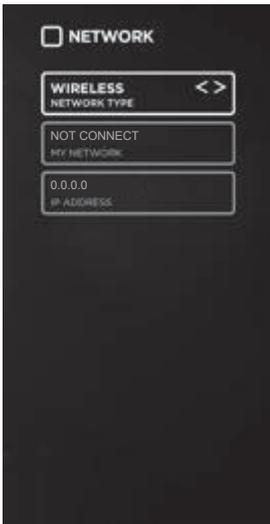 NETWORK
WIRELESS < >
NETWORK TYPE
NOT CONNECT
MY NETWORK
0.0.0.0
IP ADDRESS